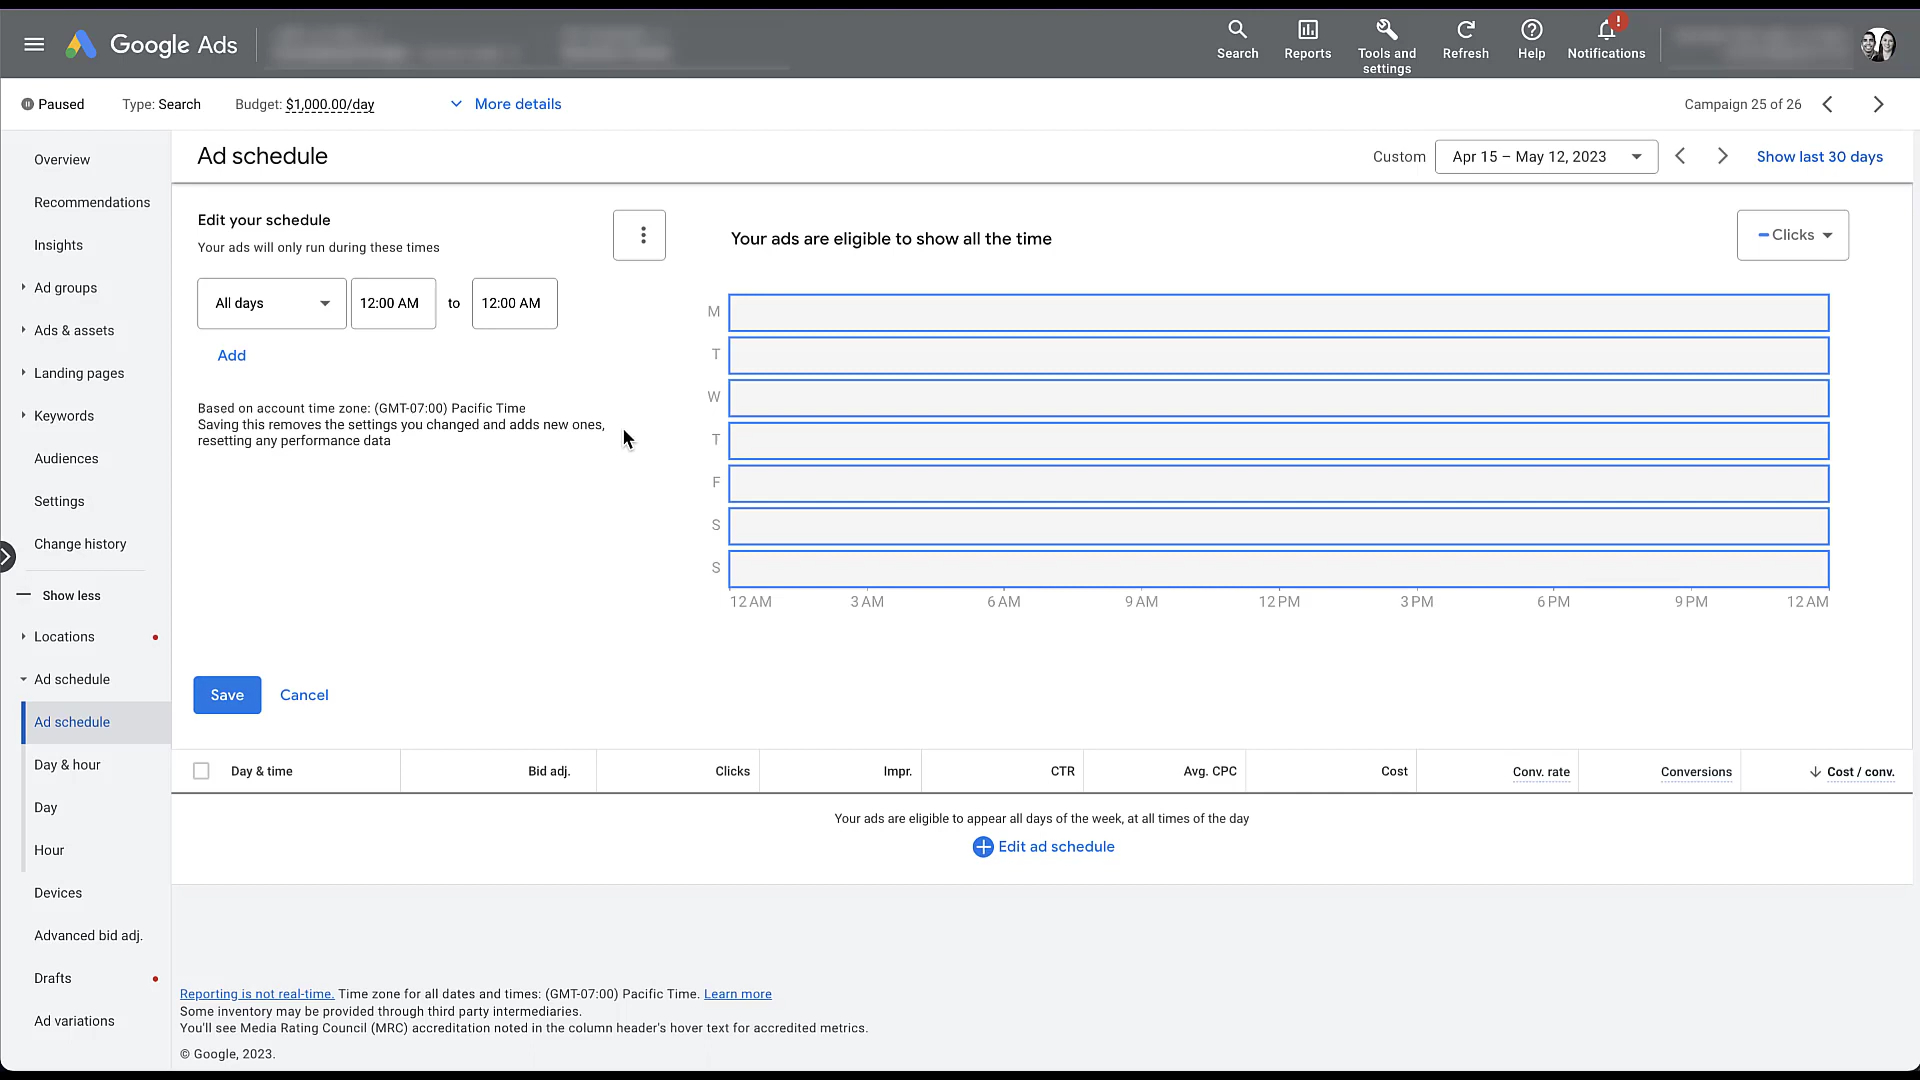 Google Ads
Search
Reports
Tools and
settings
Refresh
Help
!
Notifications
Paused
Type: Search
Budget: $1,000.00/day
More details
Campaign 25 of 26
Overview
Recommendations
Insights
Ad groups
Ads & assets
Landing pages
Keywords
Audiences
Settings
Change history
Show less
Locations
Ad schedule
Ad schedule
Day & hour
Day
Hour
Devices
Advanced bid adj.
Drafts
Ad variations
Ad schedule
Custom
Apr 15 – May 12, 2023
Show last 30 days
Edit your schedule
Your ads will only run during these times
All days
12:00 AM
to
12:00 AM
Add
Based on account time zone: (GMT-07:00) Pacific Time
Saving this removes the settings you changed and adds new ones,
resetting any performance data
Your ads are eligible to show all the time
Clicks
M
T
W
T
F
S
S
12 AM 3 AM 6 AM 9 AM 12 PM 3 PM 6 PM 9 PM 12 AM
Save
Cancel
Day & time Bid adj. Clicks Impr. CTR Avg. CPC Cost Conv. rate Conversions Cost / conv.
Your ads are eligible to appear all days of the week, at all times of the day
Edit ad schedule
Reporting is not real-time. Time zone for all dates and times: (GMT-07:00) Pacific Time. Learn more
Some inventory may be provided through third party intermediaries.
You'll see Media Rating Council (MRC) accreditation noted in the column header's hover text for accredited metrics.
© Google, 2023.